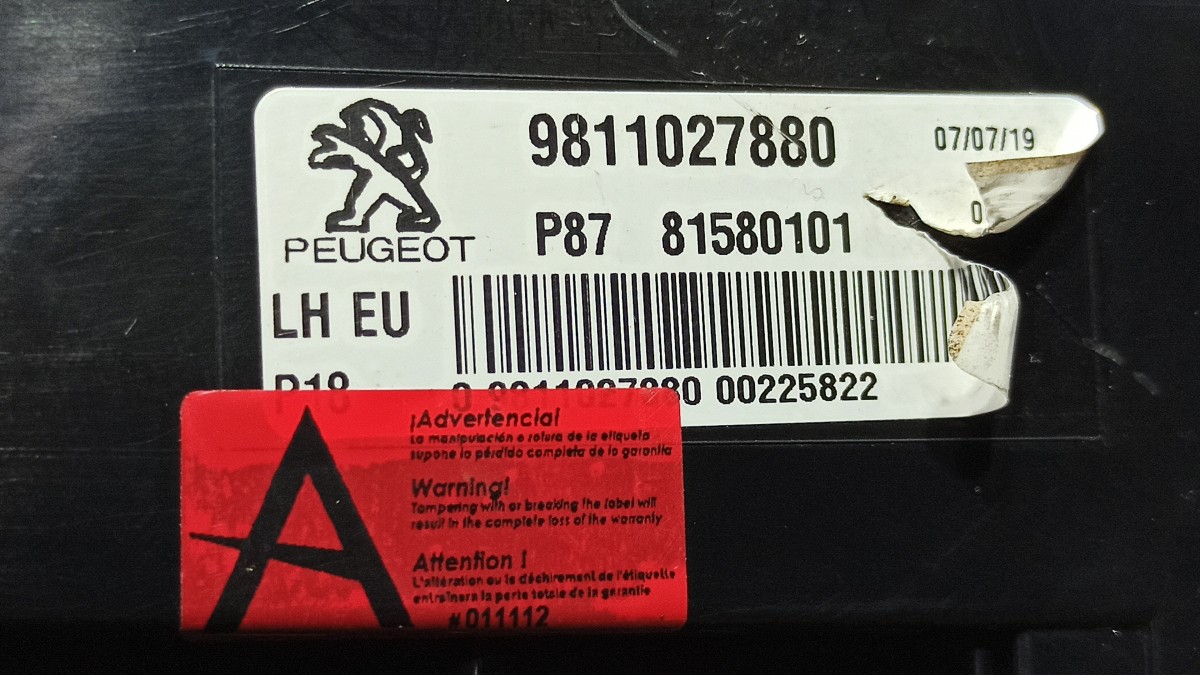 9811027880
07/07/19
PEUGEOT
P87 81580101
0
LH EU
P18
0 9811027880 00225822
¡Advertencia!
La manipulación o rotura de la etiqueta
supone la pérdida completa de la garantía
Warning!
Tampering with or breaking the label will
result in the complete loss of the warranty
Attention !
L'altération ou le déchirement de l'étiquette
entraînera la perte totale de la garantie
#011112